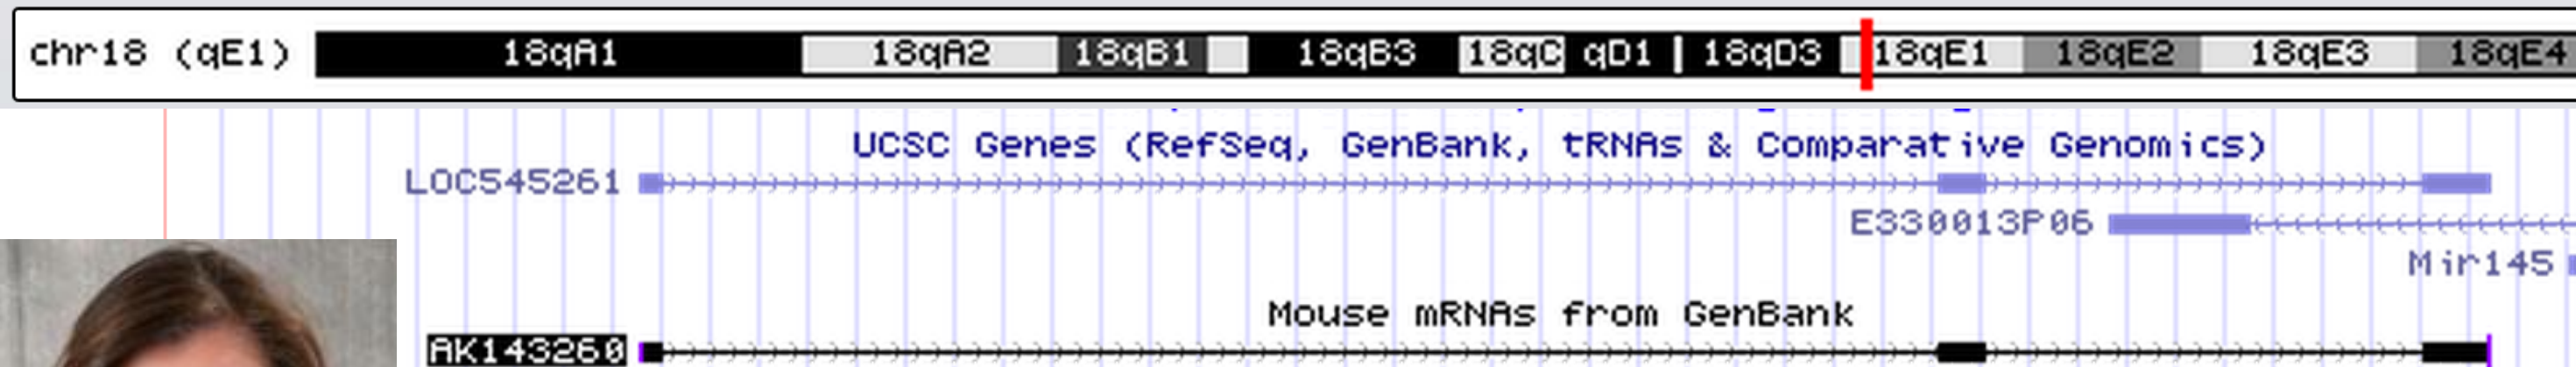 chr18 (qE1) 18qA1 18qA2 18qB1 18qB3 18qC qD1 18qD3 18qE1 18qE2 18qE3 18qE4
UCSC Genes (RefSeq, GenBank, tRNAs & Comparative Genomics)
LOC545261
E330013P06
Mir145
Mouse mRNAs from GenBank
AK143260